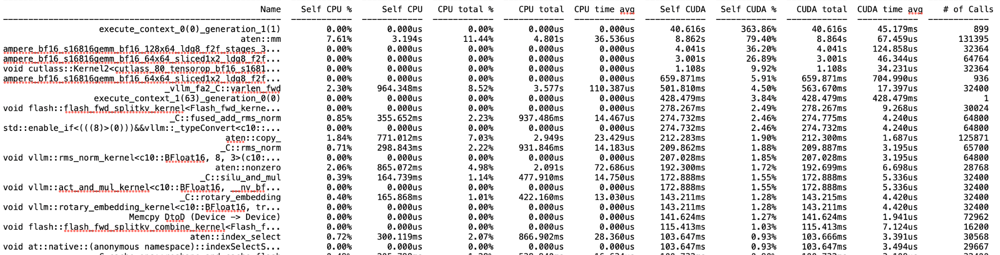 Name Self CPU % Self CPU CPU total % CPU total CPU time avg Self CUDA Self CUDA % CUDA total CUDA time avg # of Calls
execute_context_0(0)_generation_1(1) 0.00% 0.000us 0.00% 0.000us 0.000us 40.616s 363.86% 40.616s 45.179ms 899
aten::mm 7.61% 3.194s 11.44% 4.801s 36.536us 8.862s 79.40% 8.864s 67.459us 131395
ampere_bf16_s16816gemm_bf16_128x64_ldg8_f2f_stages_3... 0.00% 0.000us 0.00% 0.000us 0.000us 4.041s 36.20% 4.041s 124.858us 32364
ampere_bf16_s16816gemm_bf16_64x64_sliced1x2_ldg8_f2f... 0.00% 0.000us 0.00% 0.000us 0.000us 3.001s 26.89% 3.001s 46.344us 64764
void cutlass::Kernel2<cutlass_80_tensorop_bf16_s1681... 0.00% 0.000us 0.00% 0.000us 0.000us 1.108s 9.92% 1.108s 34.231us 32364
ampere_bf16_s16816gemm_bf16_64x64_sliced1x2_ldg8_f2f... 0.00% 0.000us 0.00% 0.000us 0.000us 659.871ms 5.91% 659.871ms 704.990us 936
_vllm_fa2_C::varlen_fwd 2.30% 964.348ms 8.52% 3.577s 110.387us 501.810ms 4.50% 563.670ms 17.397us 32400
execute_context_1(63)_generation_0(0) 0.00% 0.000us 0.00% 0.000us 0.000us 428.479ms 3.84% 428.479ms 428.479ms 1
void flash::flash_fwd_splitkv_kernel<Flash_fwd_kerne... 0.00% 0.000us 0.00% 0.000us 0.000us 278.267ms 2.49% 278.267ms 9.268us 30024
_C::fused_add_rms_norm 0.85% 355.652ms 2.23% 937.486ms 14.467us 274.732ms 2.46% 274.775ms 4.240us 64800
std::enable_if<(((8)>(0)))&&vllm::_typeConvert<c10::... 0.00% 0.000us 0.00% 0.000us 0.000us 274.732ms 2.46% 274.732ms 4.240us 64800
aten::copy_ 1.84% 771.012ms 7.03% 2.949s 23.429us 212.283ms 1.90% 212.300ms 1.687us 125871
_C::rms_norm 0.71% 298.843ms 2.22% 931.846ms 14.183us 209.862ms 1.88% 209.887ms 3.195us 65700
void vllm::rms_norm_kernel<c10::BFloat16, 8, 3>(c10:... 0.00% 0.000us 0.00% 0.000us 0.000us 207.028ms 1.85% 207.028ms 3.195us 64800
aten::nonzero 2.06% 865.072ms 4.98% 2.091s 72.686us 192.300ms 1.72% 192.699ms 6.698us 28768
_C::silu_and_mul 0.39% 164.739ms 1.14% 477.910ms 14.750us 172.888ms 1.55% 172.888ms 5.336us 32400
void vllm::act_and_mul_kernel<c10::BFloat16, __nv_bf... 0.00% 0.000us 0.00% 0.000us 0.000us 172.888ms 1.55% 172.888ms 5.336us 32400
_C::rotary_embedding 0.40% 165.868ms 1.01% 422.160ms 13.030us 143.211ms 1.28% 143.215ms 4.420us 32400
void vllm::rotary_embedding_kernel<c10::BFloat16, tr... 0.00% 0.000us 0.00% 0.000us 0.000us 143.211ms 1.28% 143.211ms 4.420us 32400
Memcpy DtoD (Device -> Device) 0.00% 0.000us 0.00% 0.000us 0.000us 141.624ms 1.27% 141.624ms 1.941us 72962
void flash::flash_fwd_splitkv_combine_kernel<Flash_f... 0.00% 0.000us 0.00% 0.000us 0.000us 115.413ms 1.03% 115.413ms 7.124us 16200
aten::index_select 0.72% 300.119ms 2.07% 866.902ms 28.360us 103.647ms 0.93% 103.666ms 3.391us 30568
void at::native::(anonymous namespace)::indexSelectS... 0.00% 0.000us 0.00% 0.000us 0.000us 103.647ms 0.93% 103.647ms 3.494us 29667